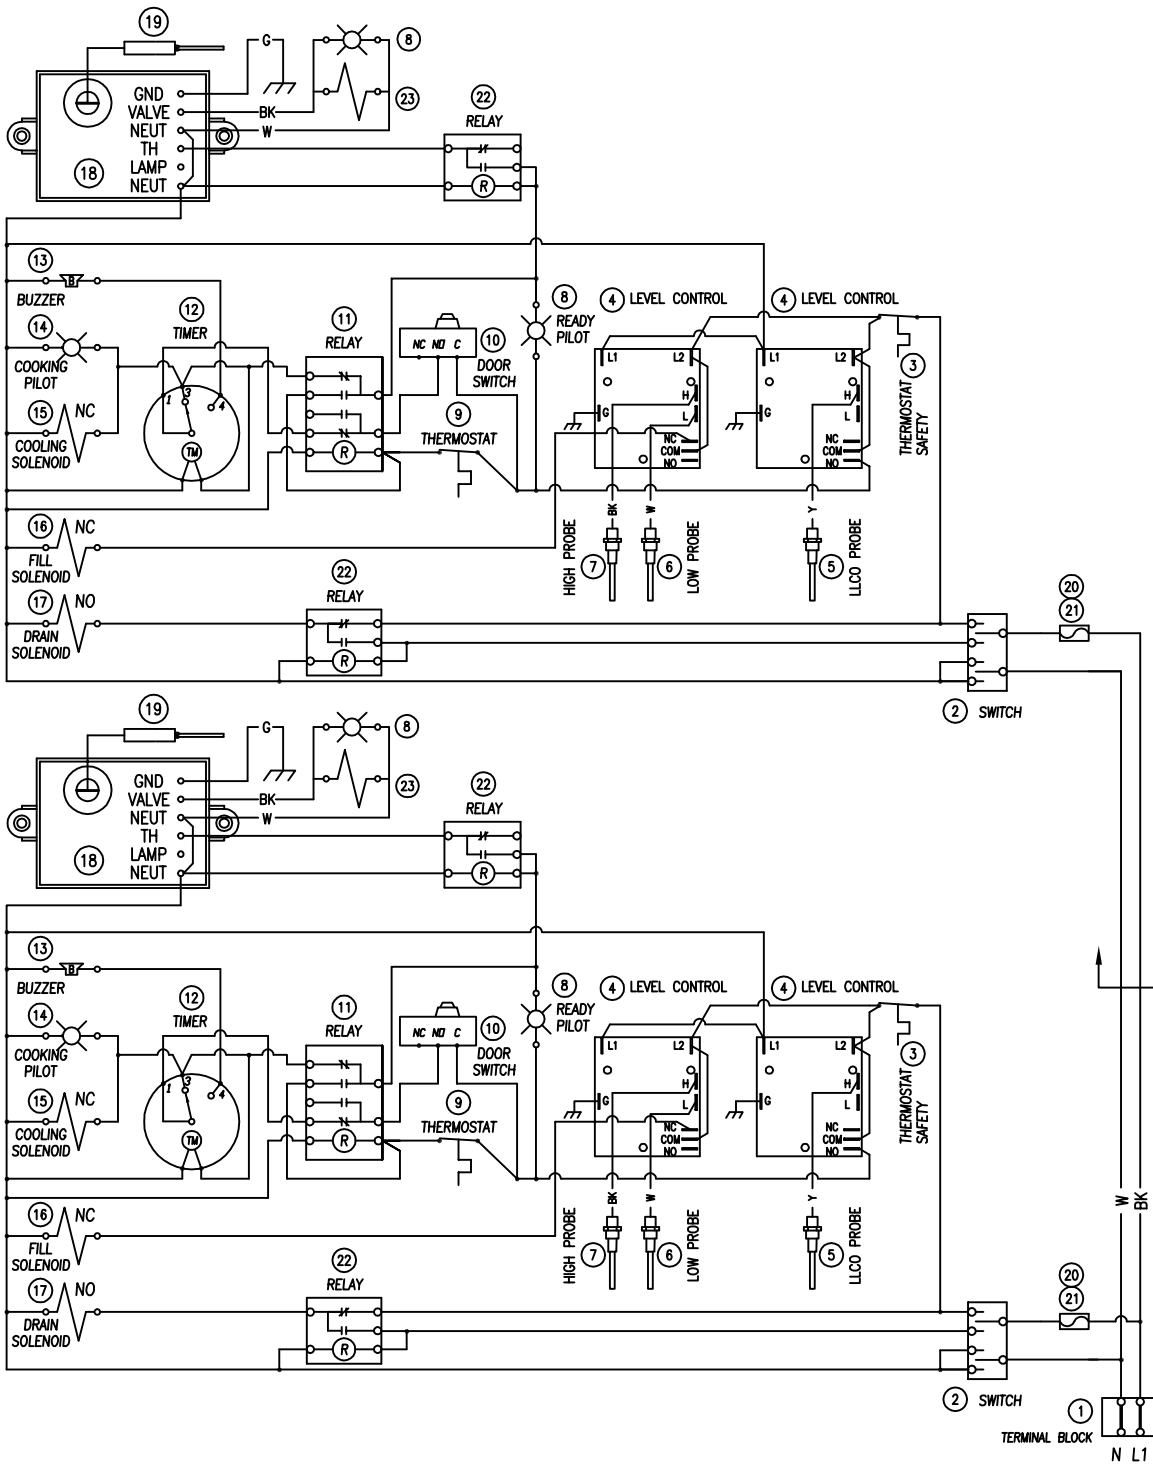 19
G
8
GND
VALVE
BK
23
22
RELAY
NEUT
W
TH
18
LAMP
R
NEUT
13
B
BUZZER
12
TIMER
8
READY
PILOT
4 LEVEL CONTROL
4 LEVEL CONTROL
14
COOKING
PILOT
11
RELAY
NC NO C
10
DOOR
SWITCH
L1 L2
L1 L2
3
THERMOSTAT
SAFETY
1 3 4
15 NC
COOLING
SOLENOID
9
THERMOSTAT
H
G L
H
G L
TM
R
NC
COM
NO
NC
COM
NO
16 NC
FILL
SOLENOID
BK W Y
HIGH PROBE
7
6
LOW PROBE
5
LLCO PROBE
22
RELAY
17 NO
DRAIN
SOLENOID
R
20
21
2 SWITCH
19
G
8
GND
VALVE
BK
23
22
RELAY
NEUT
W
TH
18
LAMP
R
NEUT
13
B
BUZZER
12
TIMER
8
READY
PILOT
4 LEVEL CONTROL
4 LEVEL CONTROL
14
COOKING
PILOT
11
RELAY
NC NO C
10
DOOR
SWITCH
L1 L2
L1 L2
3
THERMOSTAT
SAFETY
1 3 4
15 NC
COOLING
SOLENOID
9
THERMOSTAT
H
G L
H
G L
TM
R
NC
COM
NO
NC
COM
NO
16 NC
FILL
SOLENOID
BK W Y
HIGH PROBE
7
6
LOW PROBE
5
LLCO PROBE
W
BK
22
RELAY
17 NO
DRAIN
SOLENOID
R
20
21
2 SWITCH
1
TERMINAL BLOCK
N L1